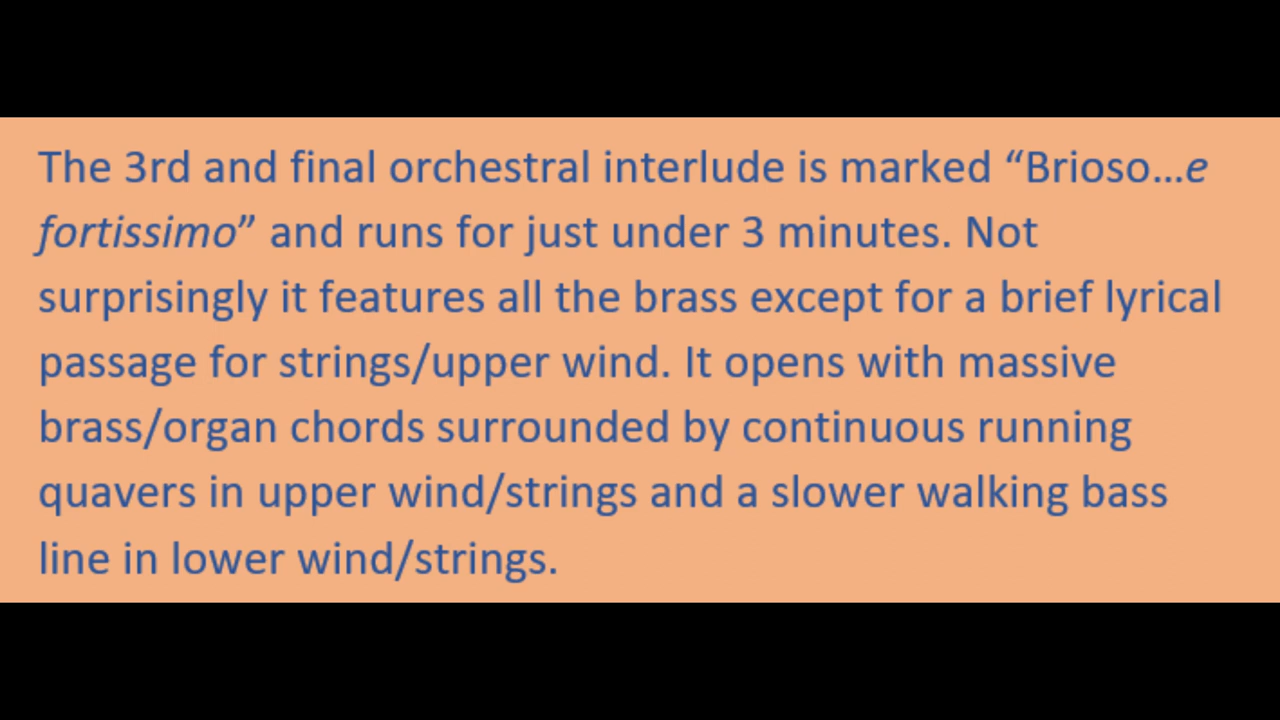 The 3rd and final orchestral interlude is marked “Brioso…e
fortissimo” and runs for just under 3 minutes. Not
surprisingly it features all the brass except for a brief lyrical
passage for strings/upper wind. It opens with massive
brass/organ chords surrounded by continuous running
quavers in upper wind/strings and a slower walking bass
line in lower wind/strings.